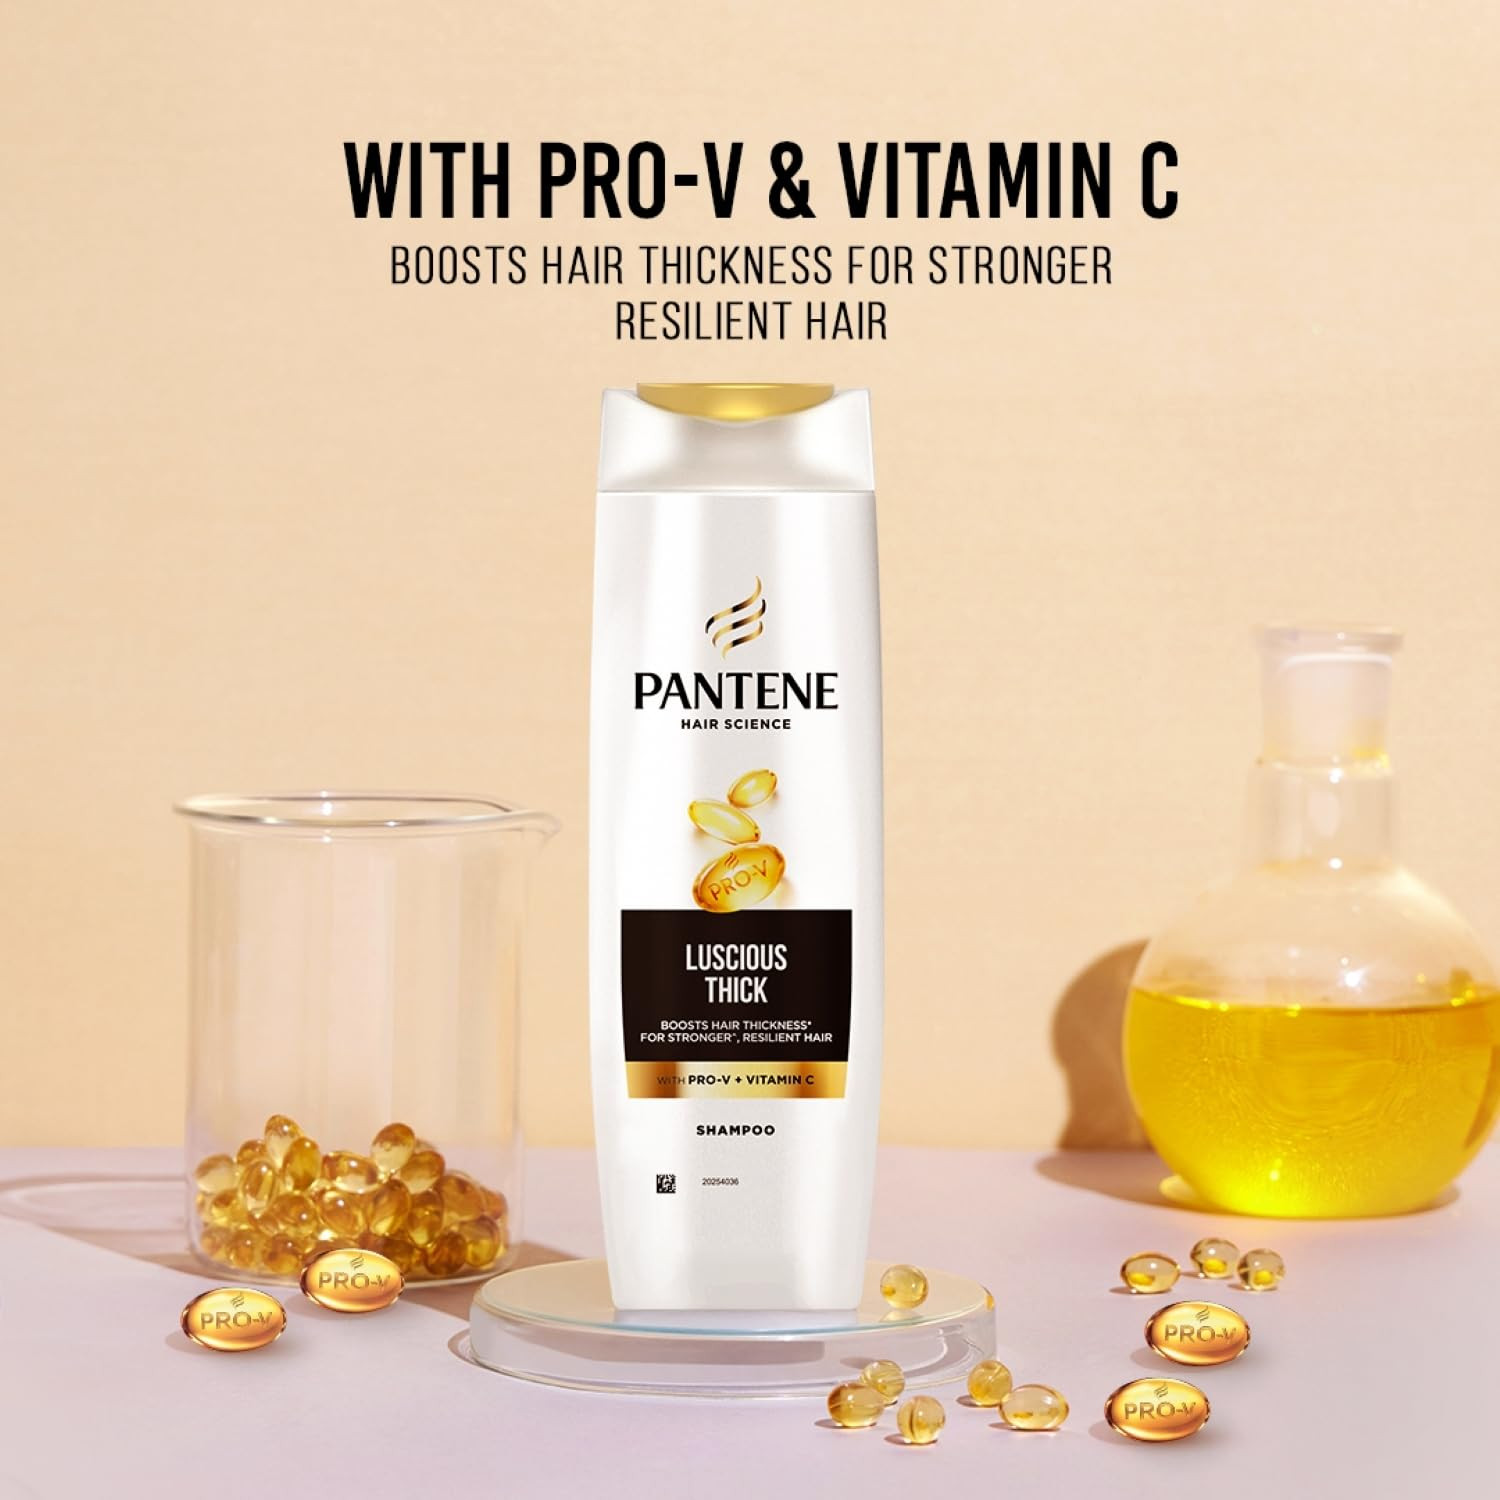 WITH PRO-V & VITAMIN C
BOOSTS HAIR THICKNESS FOR STRONGER
RESILIENT HAIR
PANTENE
HAIR SCIENCE
PRO-V
LUSCIOUS
THICK
BOOSTS HAIR THICKNESS*
FOR STRONGER^, RESILIENT HAIR
WITH PRO-V + VITAMIN C
SHAMPOO
20254036
PRO-V
PRO-V
PRO-V
PRO-V